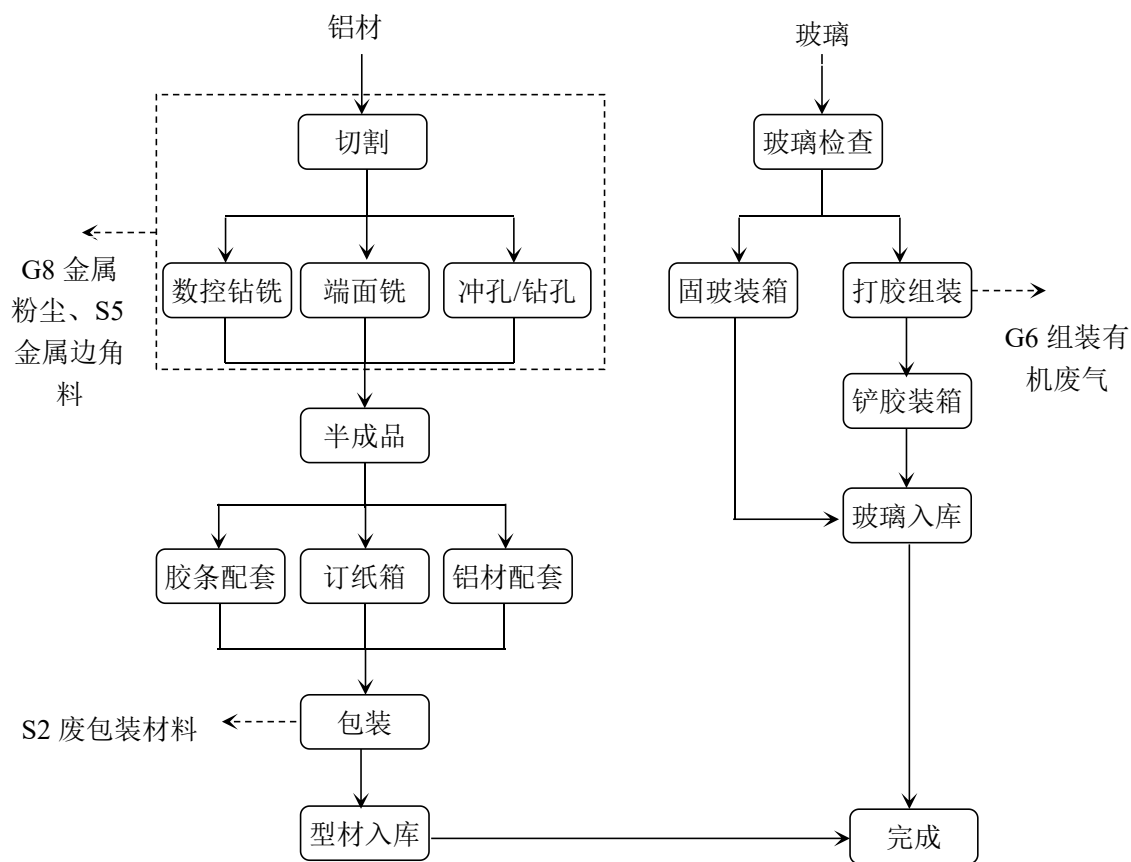 铝材
玻璃
切割
玻璃检查
数控钻铣
端面铣
冲孔/钻孔
固玻装箱
打胶组装
G8 金属
粉尘、S5
金属边角
料
G6 组装有
机废气
铲胶装箱
半成品
玻璃入库
胶条配套
订纸箱
铝材配套
S2 废包装材料
包装
型材入库
完成